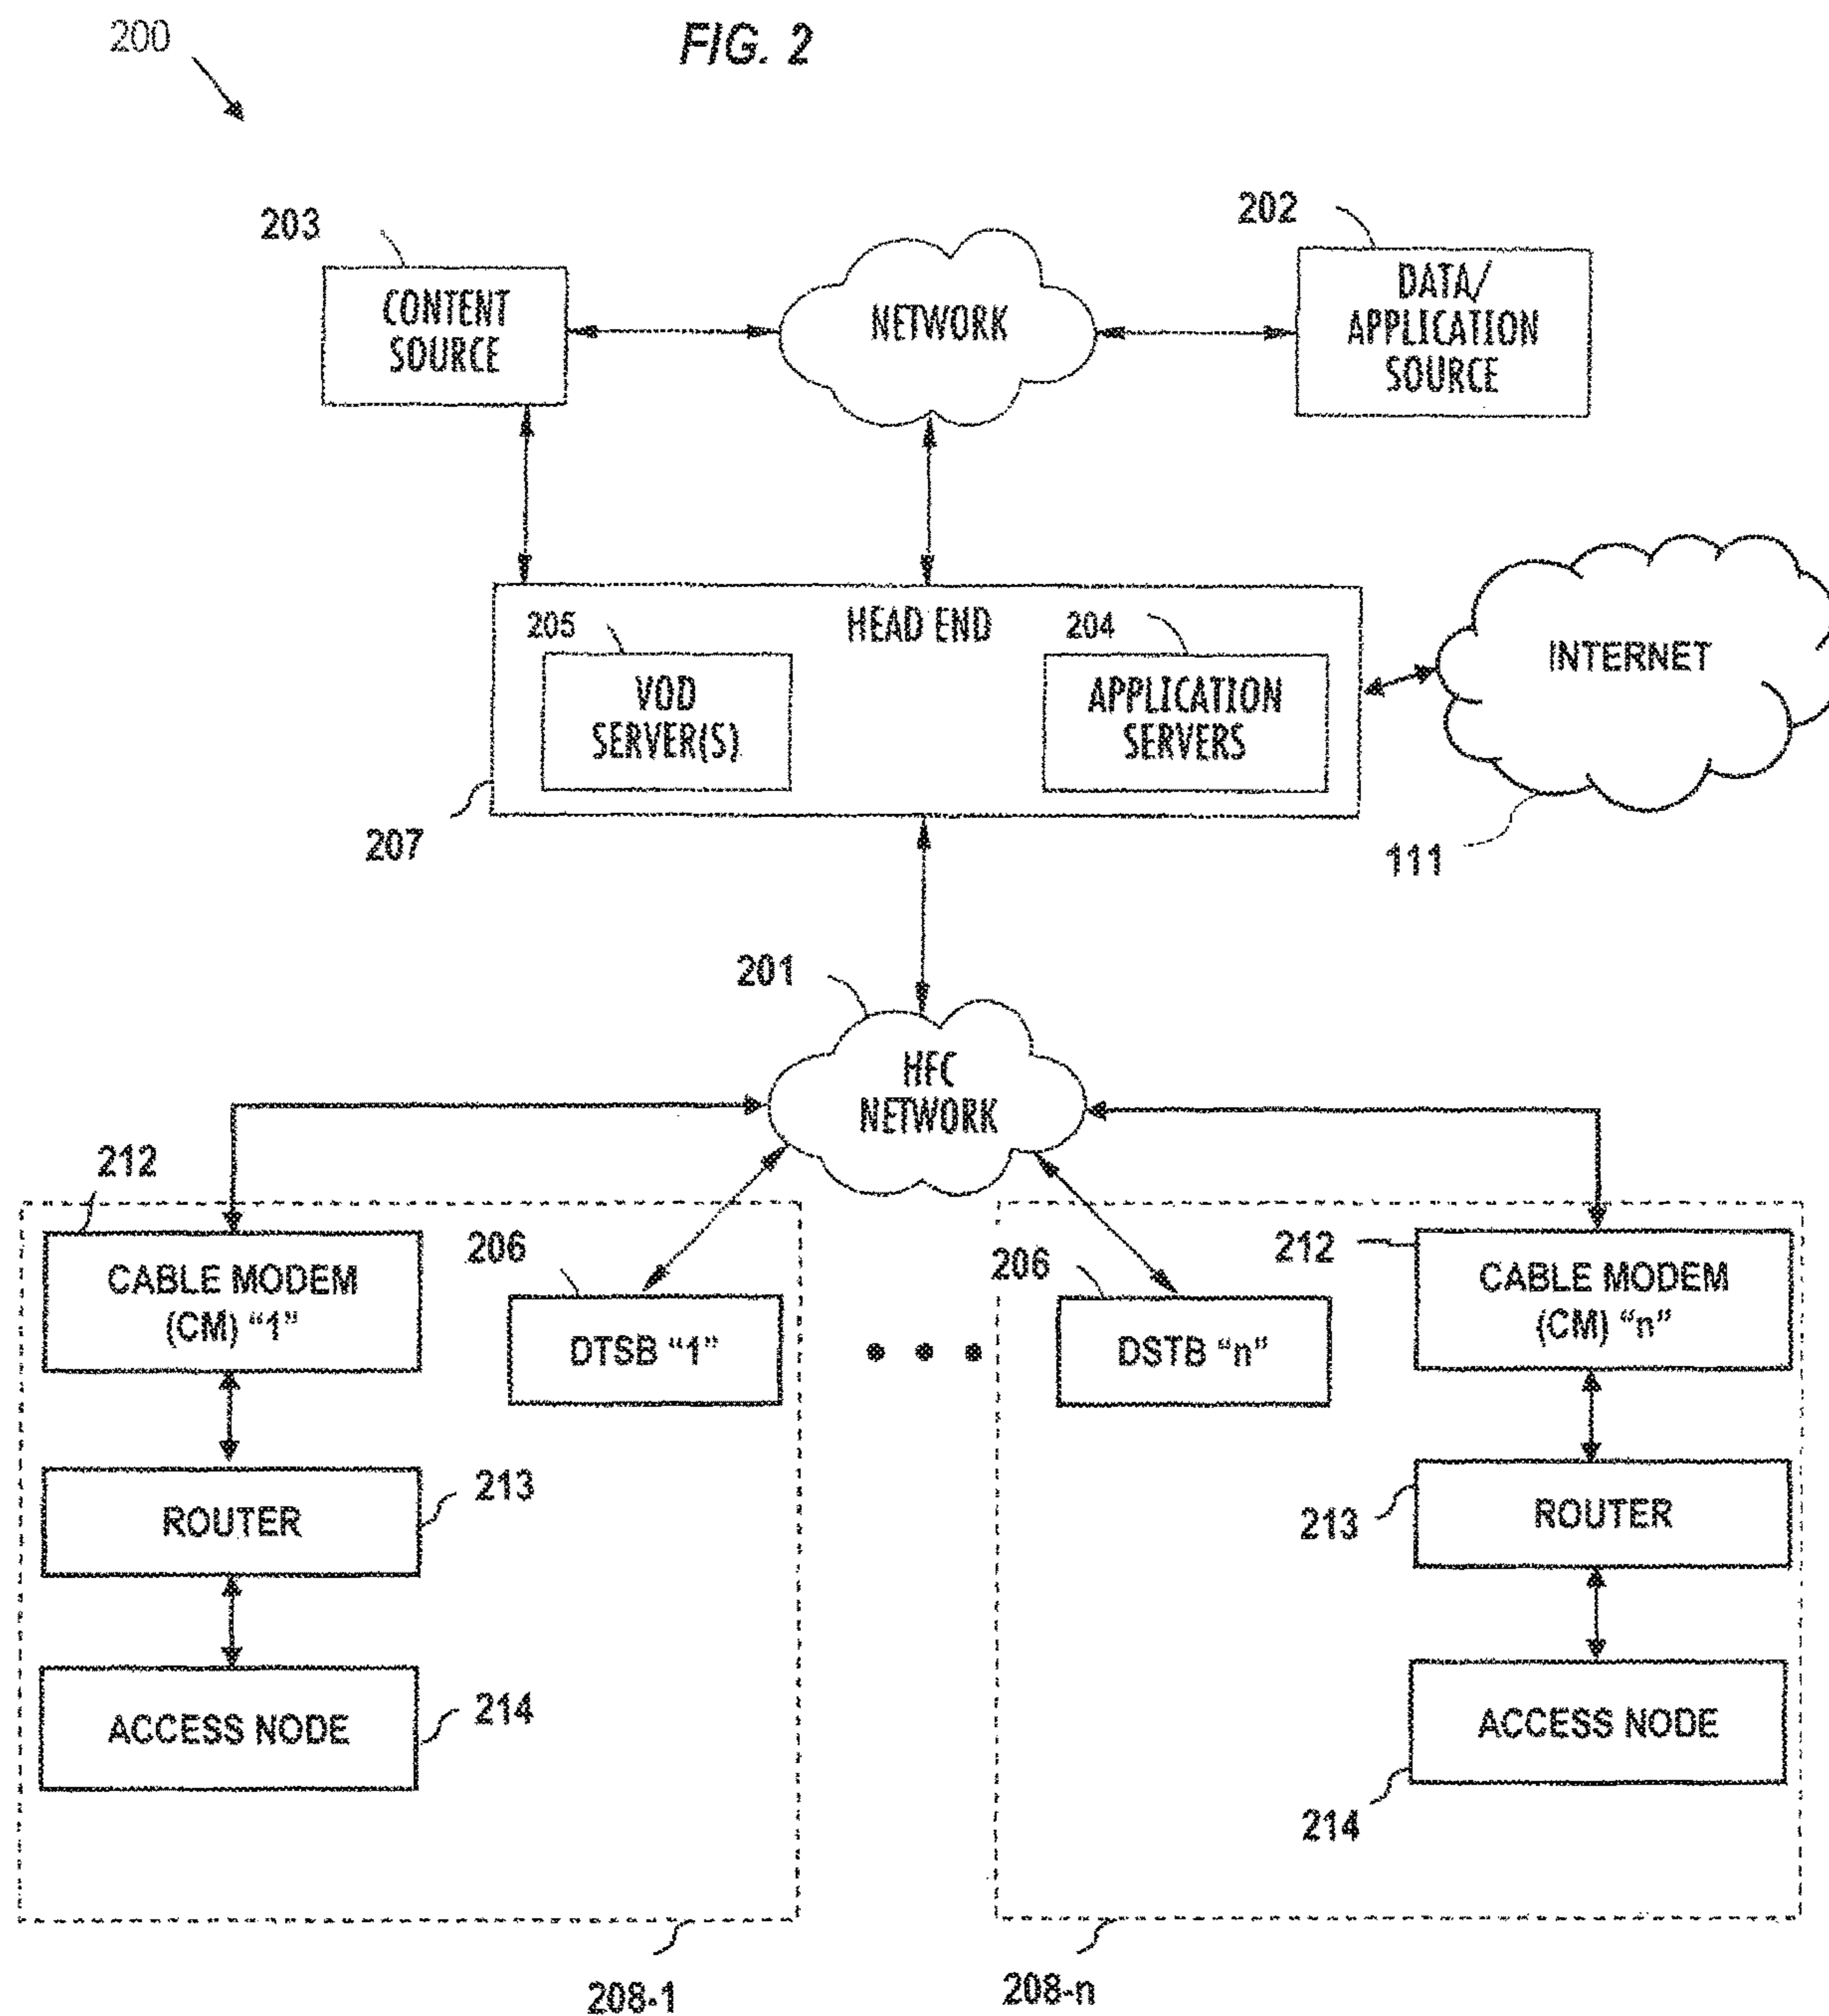 200
FIG. 2
203
202
CONTENT
SOURCE
NETWORK
DATA/
APPLICATION
SOURCE
205
HEAD END
204
VOD
SERVER(S)
APPLICATION
SERVERS
INTERNET
207
111
201
HFC
NETWORK
212
CABLE MODEM
(CM) “1”
206
DTSB “1”
206
DSTB “n”
212
CABLE MODEM
(CM) “n”
ROUTER
213
213
ROUTER
ACCESS NODE
214
ACCESS NODE
214
208-1
208-n